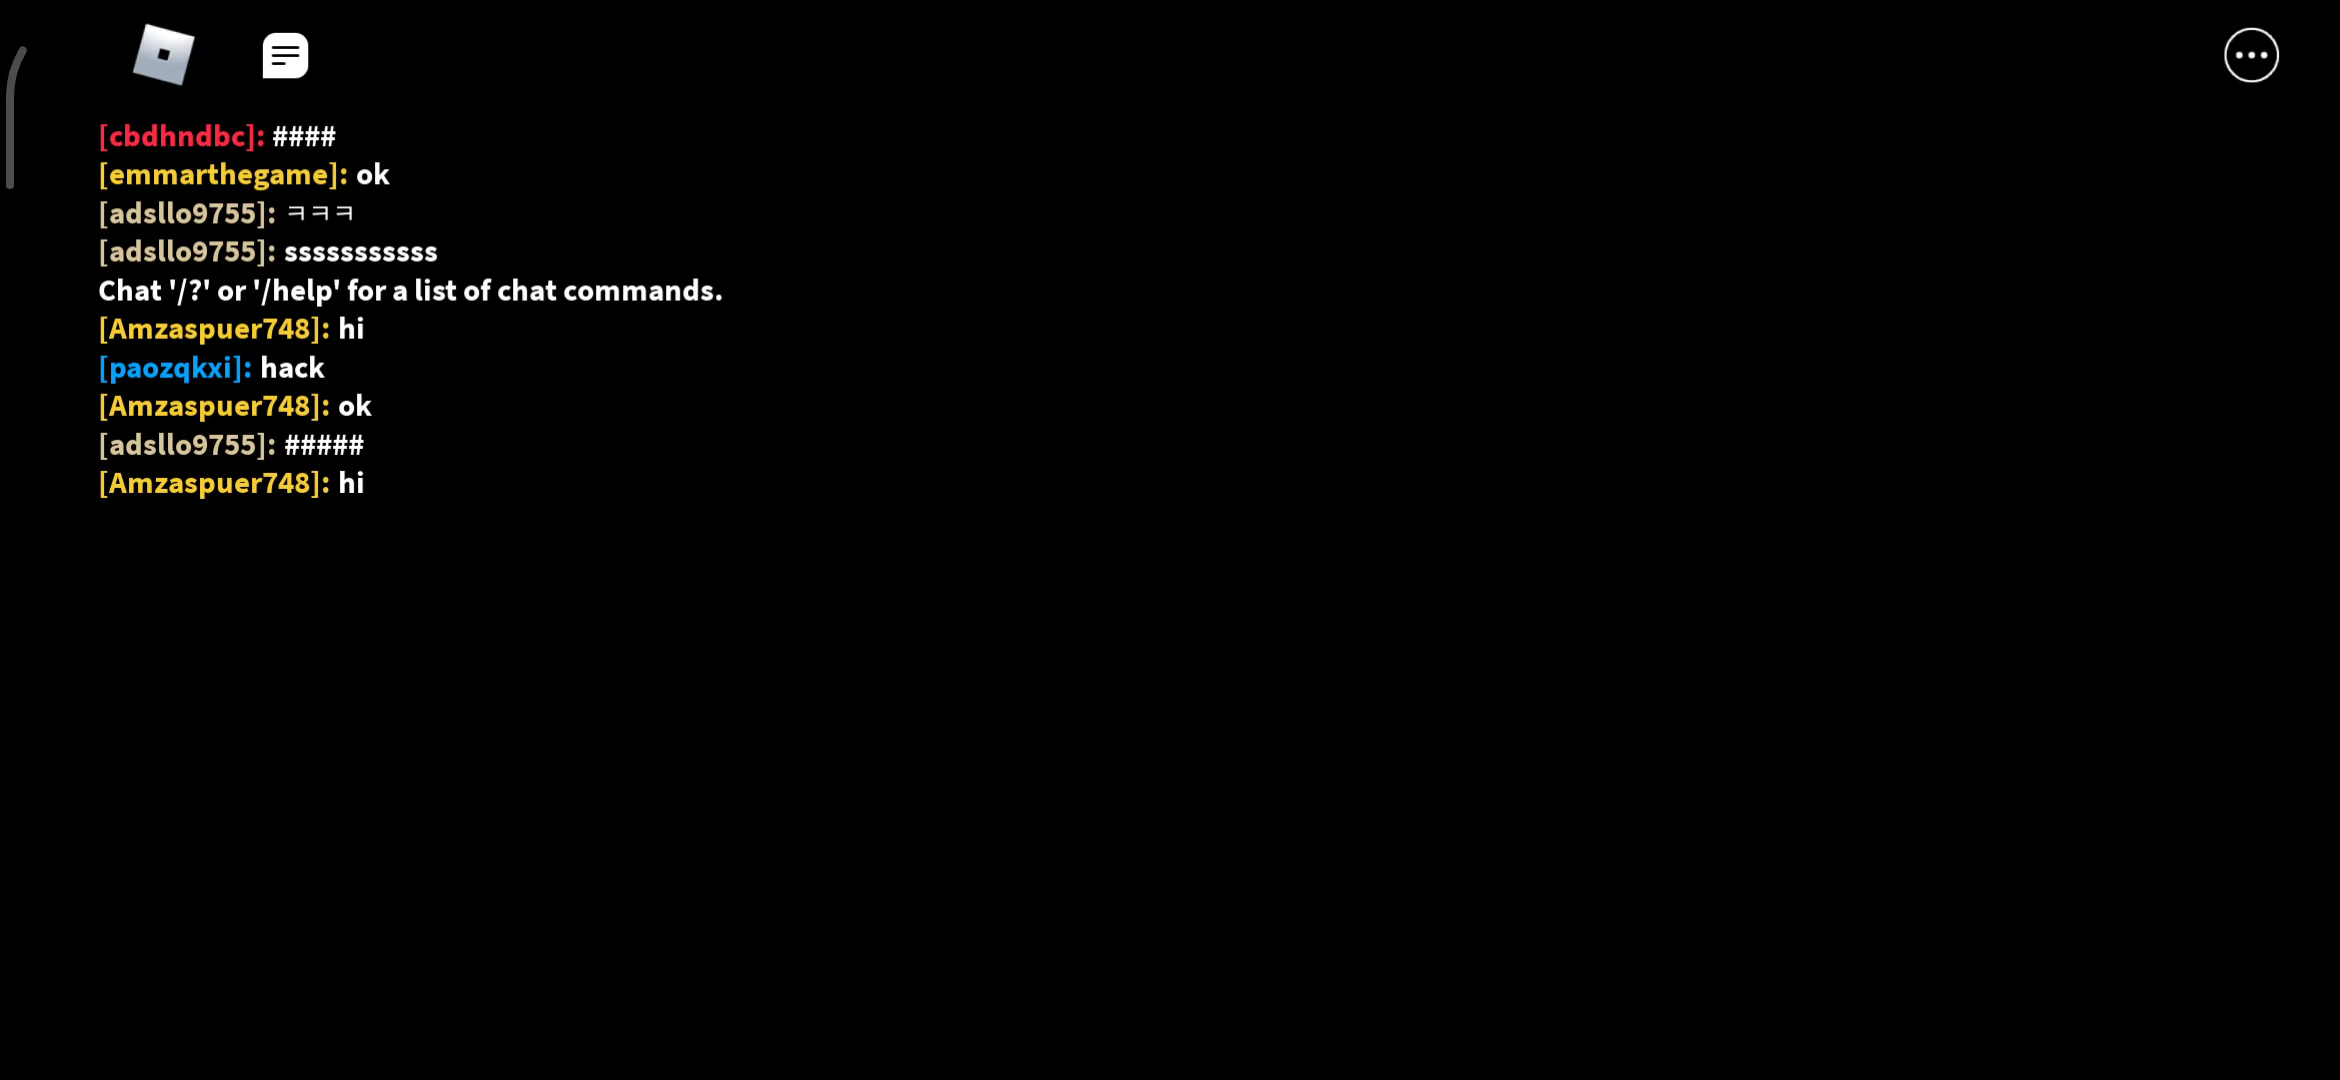 [cbdhndbc]: ####
[emmarthegame]: ok
[adsllo9755]: ㅋㅋㅋ
[adsllo9755]: sssssssssss
Chat '/?' or '/help' for a list of chat commands.
[Amzaspuer748]: hi
[paozqkxi]: hack
[Amzaspuer748]: ok
[adsllo9755]: #####
[Amzaspuer748]: hi